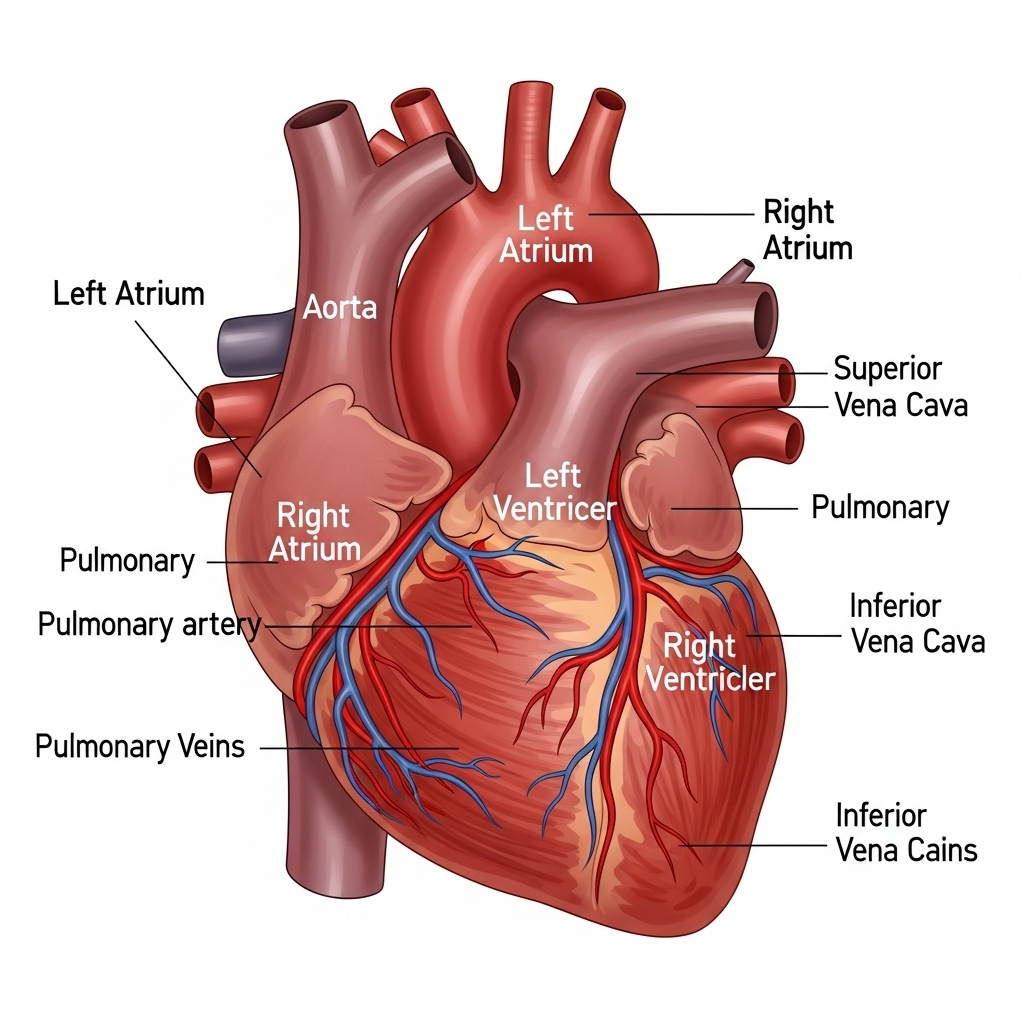 Left
Atrium
Right
Atrium
Left Atrium
Aorta
Superior
Vena Cava
Left
Ventricer
Right
Atrium
Pulmonary
Pulmonary
Pulmonary artery
Inferior
Vena Cava
Right
Ventricler
Pulmonary Veins
Inferior
Vena Cains